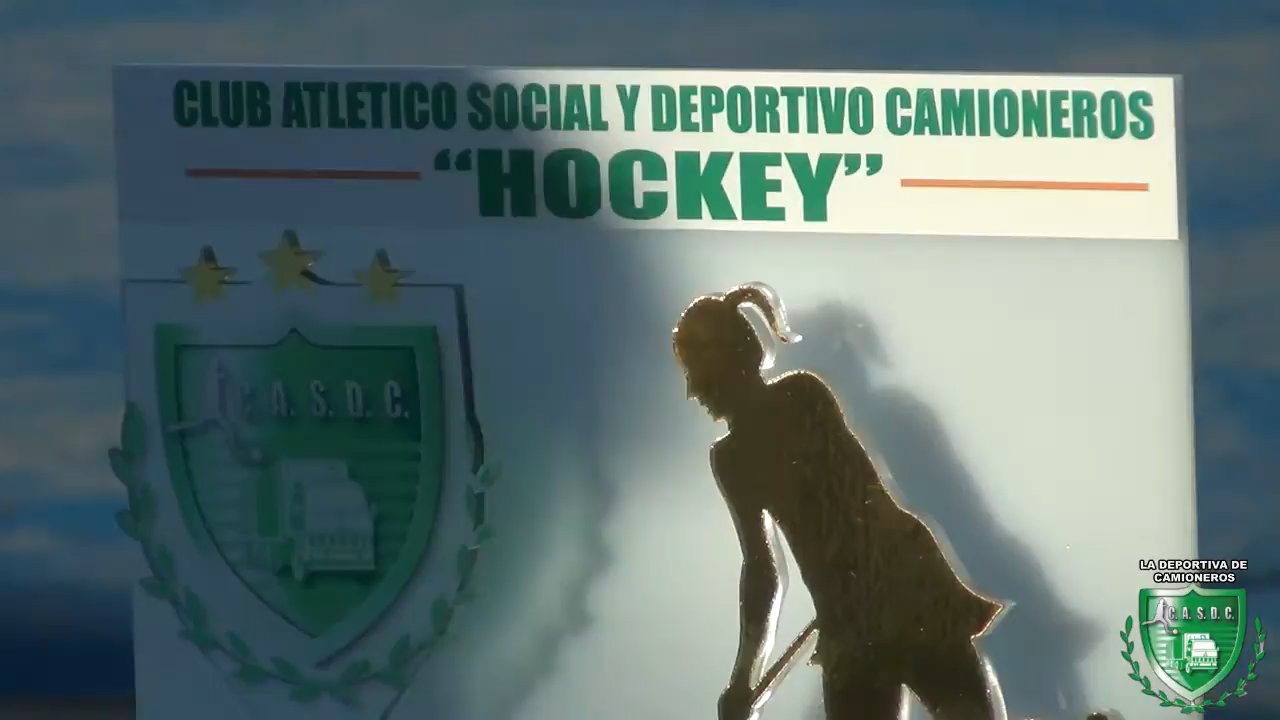 CLUB ATLETICO SOCIAL Y DEPORTIVO CAMIONEROS
“HOCKEY”
C. A. S. D. C.
LA DEPORTIVA DE
CAMIONEROS
C. A. S. D. C.